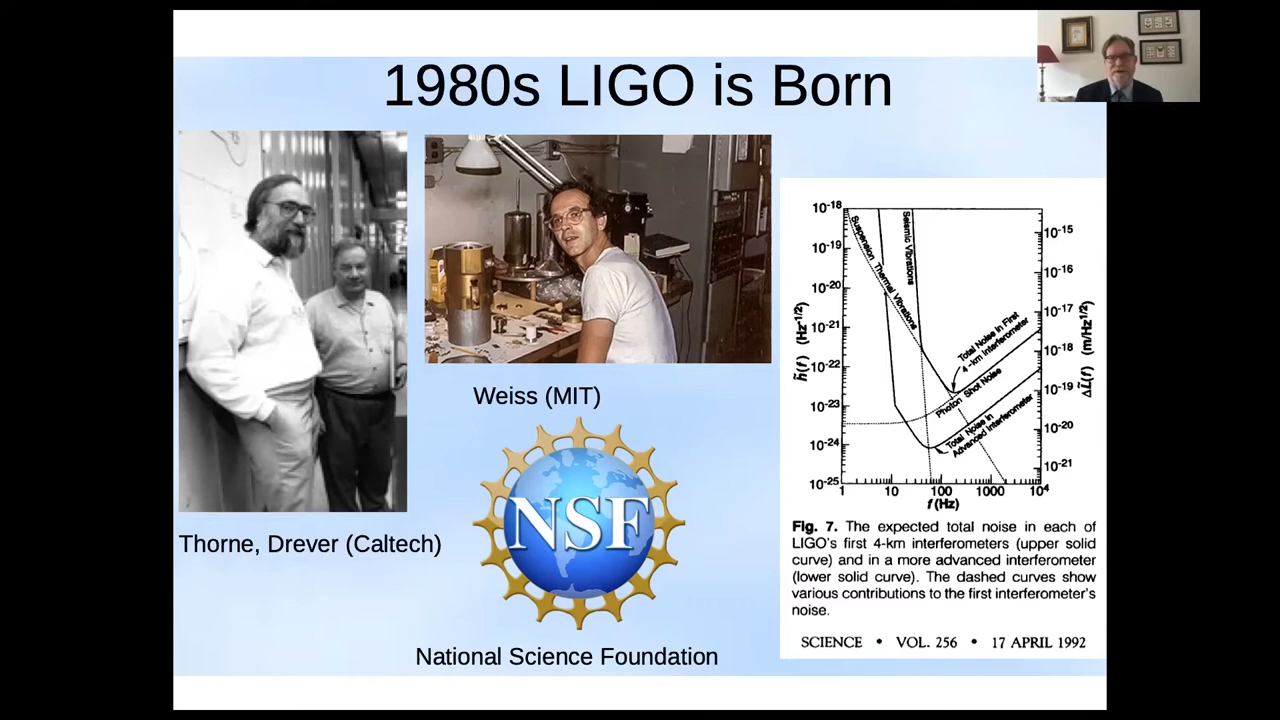 1980s LIGO is Born
Weiss (MIT)
Thorne, Drever (Caltech)
NSF
National Science Foundation
10-18
10-19
10-20
10-21
10-22
10-23
10-24
10-25
h̃(f) (Hz-1/2)
Suspension Thermal Vibrations
Seismic Vibrations
Total Noise in First
4-km Interferometer
Photon Shot Noise
Total Noise in
Advanced Interferometer
10-15
10-16
10-17
10-18
10-19
10-20
10-21
ΔL̃(f) (m/Hz1/2)
1 10 100 1000 104
f (Hz)
Fig. 7. The expected total noise in each of
LIGO's first 4-km interferometers (upper solid
curve) and in a more advanced interferometer
(lower solid curve). The dashed curves show
various contributions to the first interferometer's
noise.
SCIENCE • VOL. 256 • 17 APRIL 1992